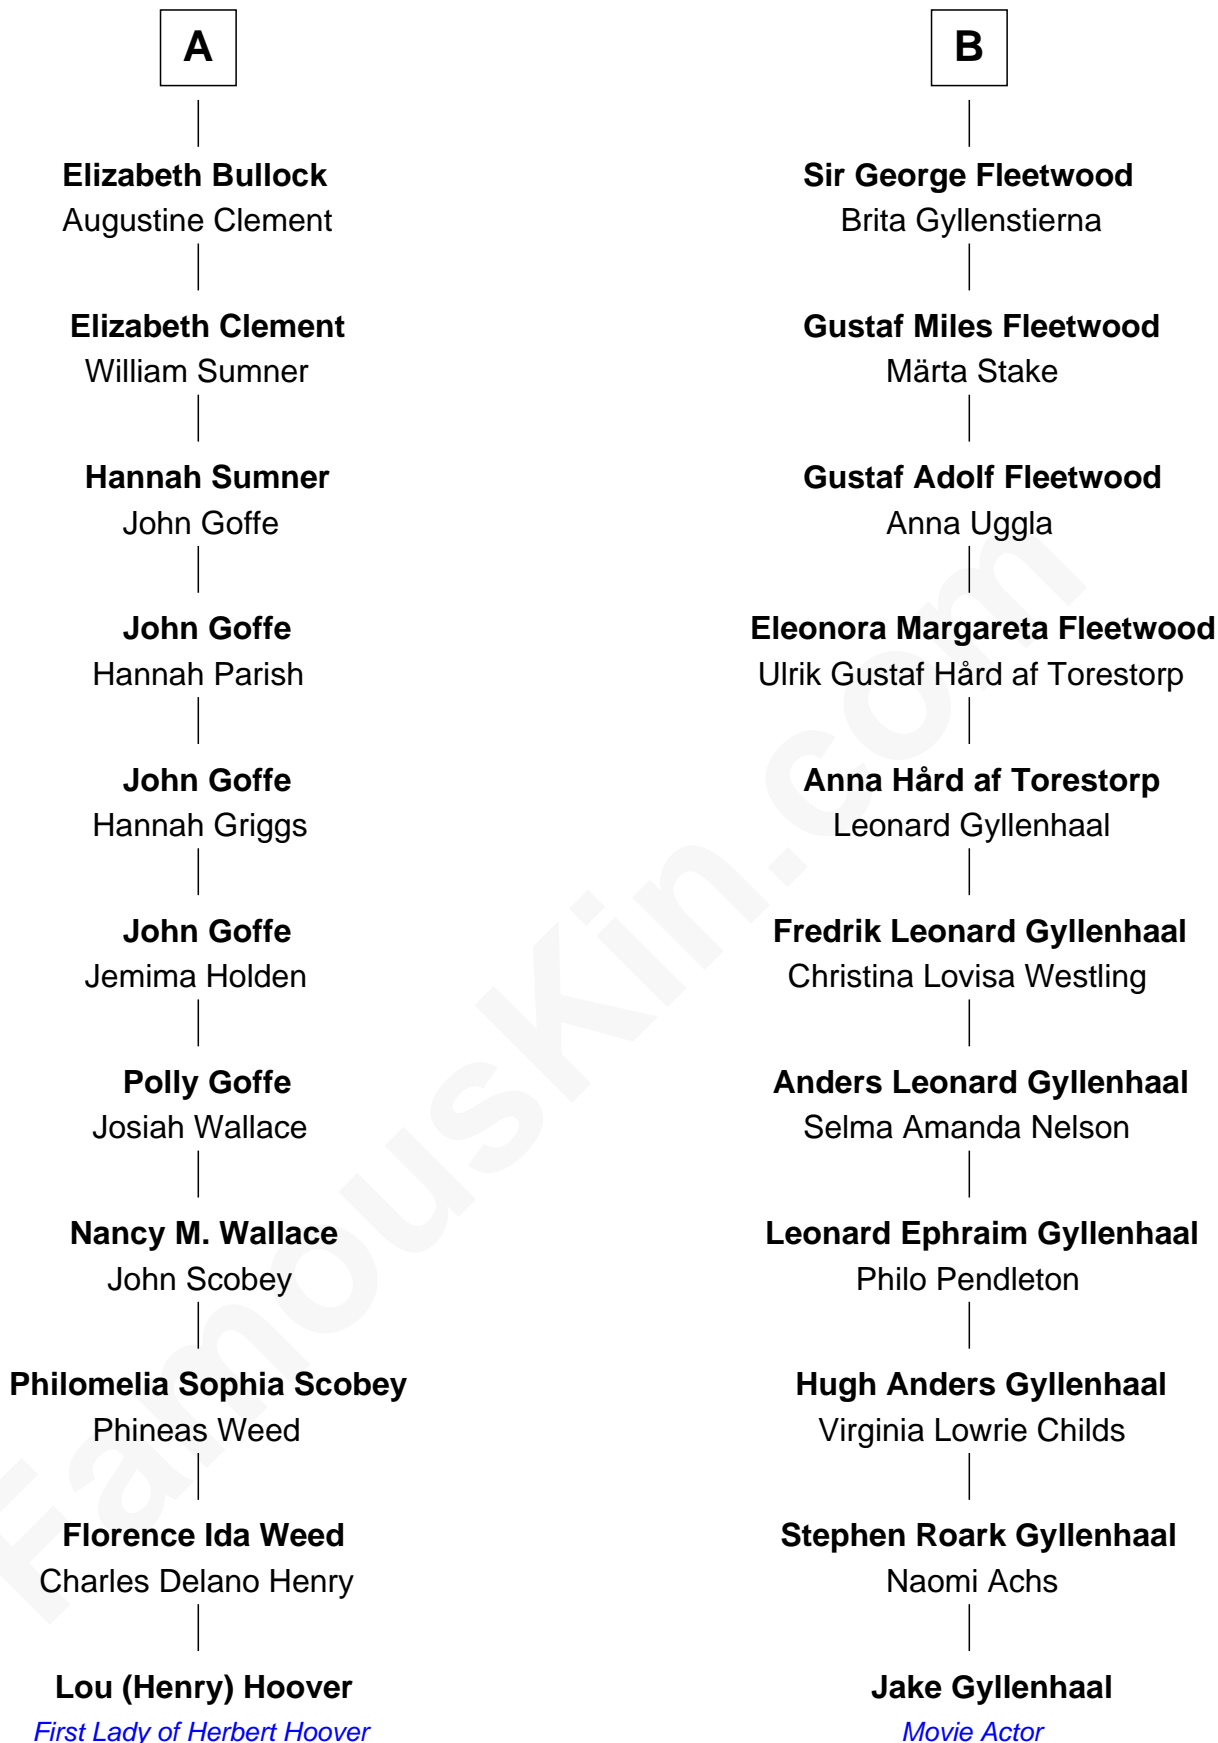 A
Elizabeth Bullock
Augustine Clement
Elizabeth Clement
William Sumner
Hannah Sumner
John Goffe
John Goffe
Hannah Parish
John Goffe
Hannah Griggs
John Goffe
Jemima Holden
Polly Goffe
Josiah Wallace
Nancy M. Wallace
John Scobey
Philomelia Sophia Scobey
Phineas Weed
Florence Ida Weed
Charles Delano Henry
Lou (Henry) Hoover
First Lady of Herbert Hoover
B
Sir George Fleetwood
Brita Gyllenstierna
Gustaf Miles Fleetwood
Märta Stake
Gustaf Adolf Fleetwood
Anna Uggla
Eleonora Margareta Fleetwood
Ulrik Gustaf Hård af Torestorp
Anna Hård af Torestorp
Leonard Gyllenhaal
Fredrik Leonard Gyllenhaal
Christina Lovisa Westling
Anders Leonard Gyllenhaal
Selma Amanda Nelson
Leonard Ephraim Gyllenhaal
Philo Pendleton
Hugh Anders Gyllenhaal
Virginia Lowrie Childs
Stephen Roark Gyllenhaal
Naomi Achs
Jake Gyllenhaal
Movie Actor
FamousKin.com